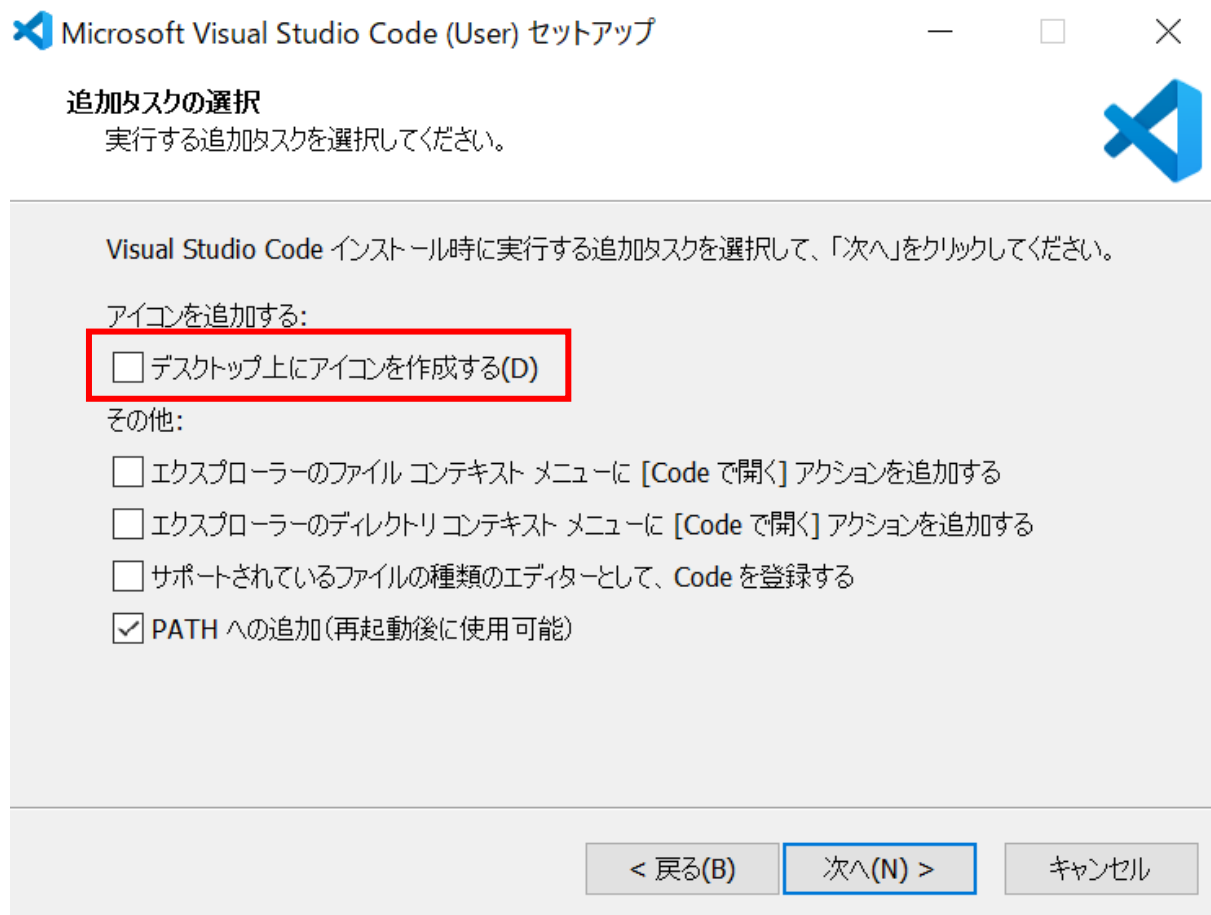 Microsoft Visual Studio Code (User) セットアップ
追加タスクの選択
実行する追加タスクを選択してください。
Visual Studio Code インストール時に実行する追加タスクを選択して、「次へ」をクリックしてください。
アイコンを追加する:
デスクトップ上にアイコンを作成する(D)
その他:
エクスプローラーのファイル コンテキスト メニューに [Code で開く] アクションを追加する
エクスプローラーのディレクトリ コンテキスト メニューに [Code で開く] アクションを追加する
サポートされているファイルの種類のエディターとして、Code を登録する
PATH への追加(再起動後に使用可能)
< 戻る(B) 次へ(N) > キャンセル